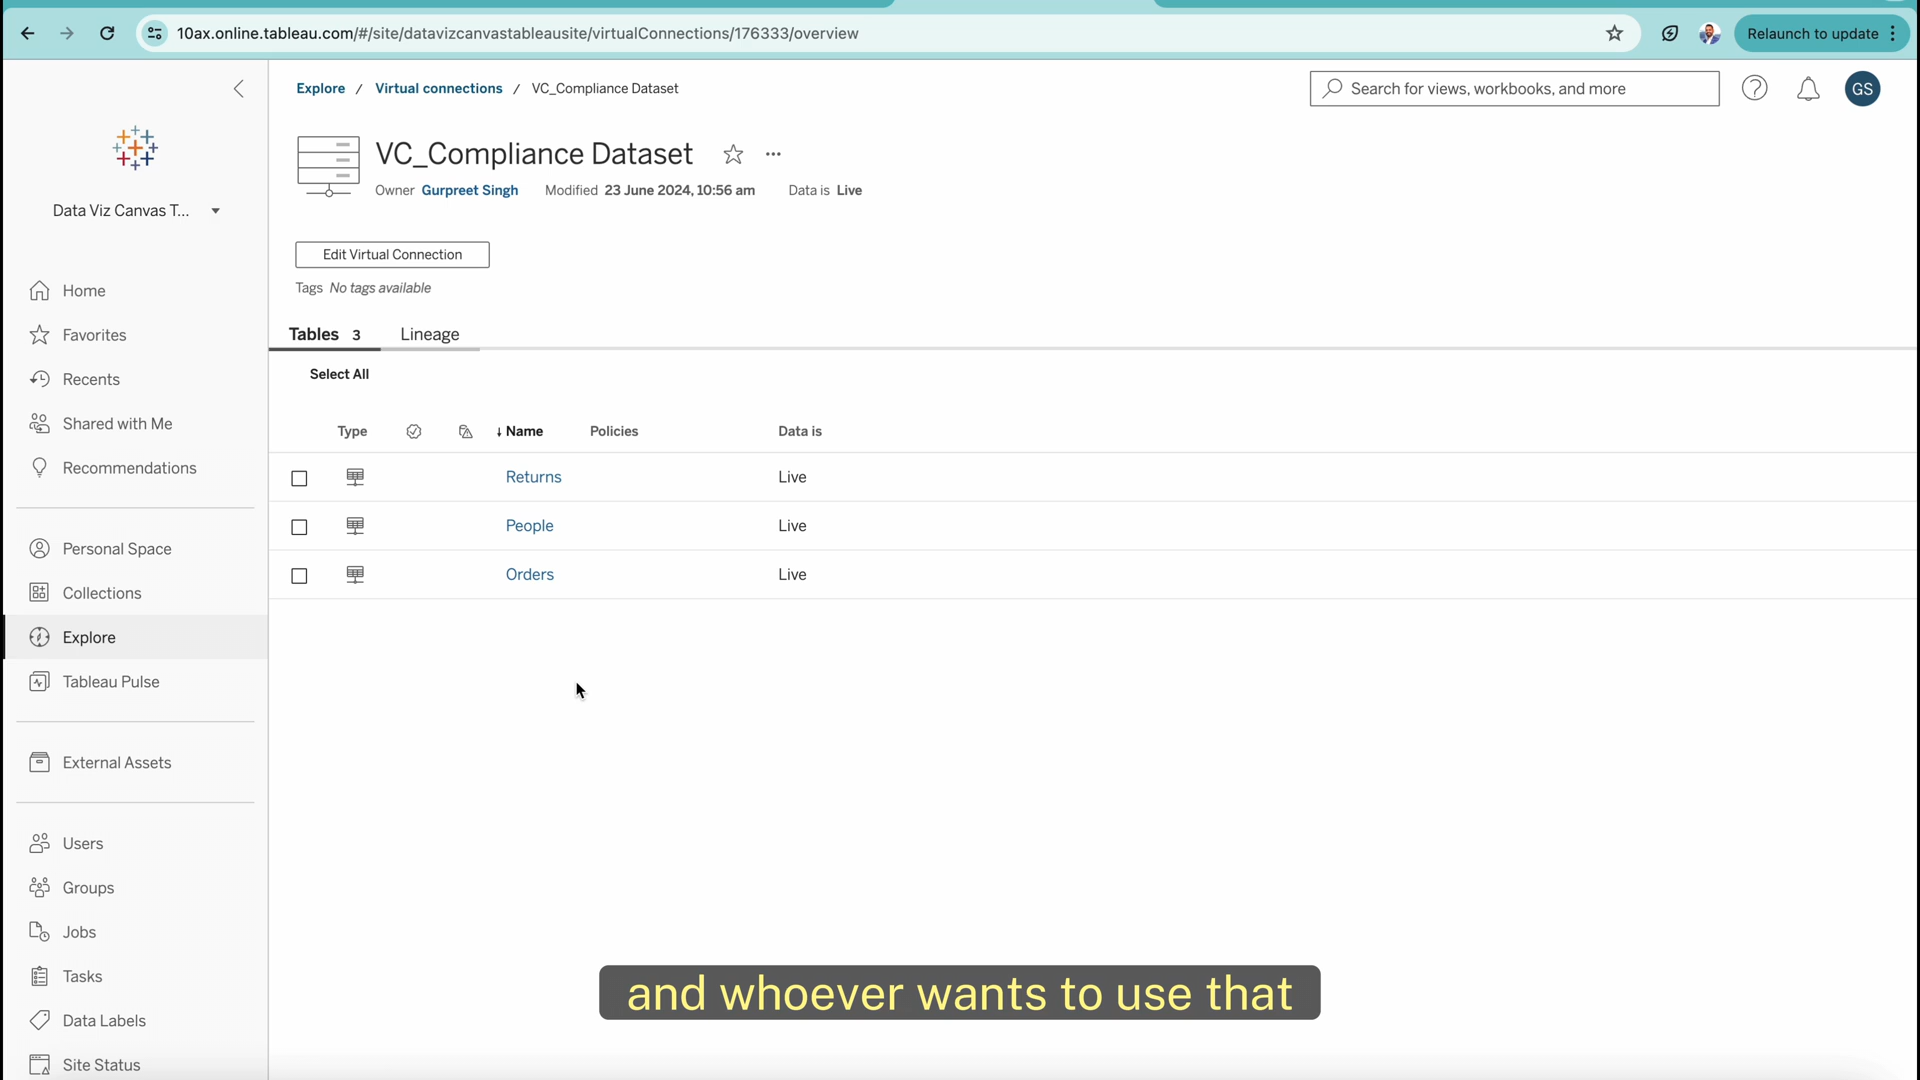 10ax.online.tableau.com/#/site/datavizcanvastableausite/virtualConnections/176333/overview
Relaunch to update
Explore / Virtual connections / VC_Compliance Dataset
Search for views, workbooks, and more
GS
VC_Compliance Dataset
Owner Gurpreet Singh Modified 23 June 2024, 10:56 am Data is Live
Data Viz Canvas T...
Edit Virtual Connection
Tags No tags available
Home
Favorites
Recents
Shared with Me
Recommendations
Personal Space
Collections
Explore
Tableau Pulse
External Assets
Users
Groups
Jobs
Tasks
Data Labels
Site Status
Tables 3 Lineage
Select All
Type Name Policies Data is
Returns Live
People Live
Orders Live
and whoever wants to use that